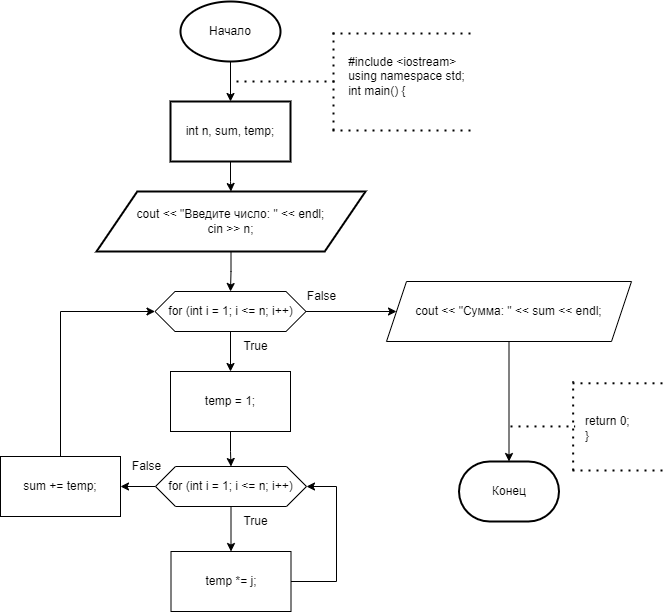 Начало
#include <iostream>
using namespace std;
int main() {
int n, sum, temp;
cout << "Введите число: " << endl;
cin >> n;
for (int i = 1; i <= n; i++)
False
cout << "Сумма: " << sum << endl;
True
temp = 1;
return 0;
}
False
for (int i = 1; i <= n; i++)
sum += temp;
Конец
True
temp *= j;